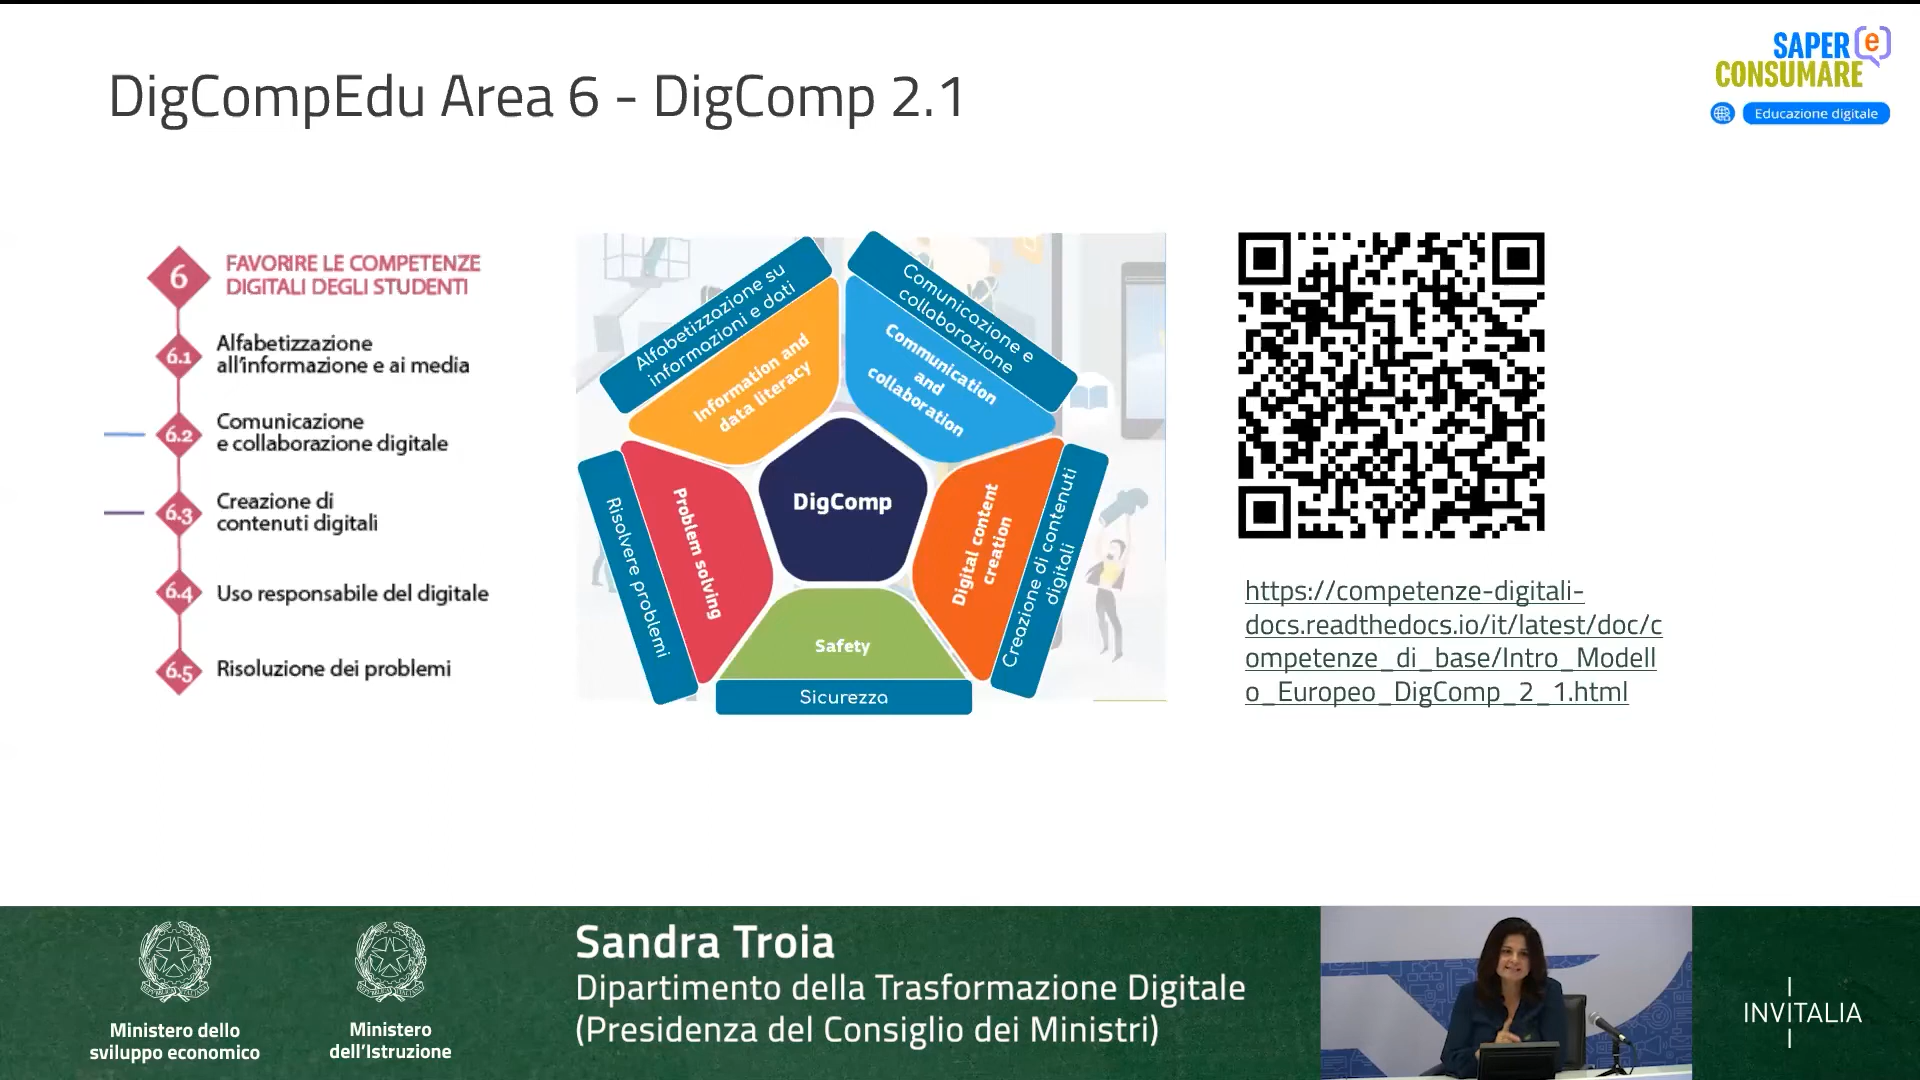 SAPER e
CONSUMARE
Educazione digitale
DigCompEdu Area 6 - DigComp 2.1
6
FAVORIRE LE COMPETENZE
DIGITALI DEGLI STUDENTI
6.1
Alfabetizzazione
all'informazione e ai media
6.2
Comunicazione
e collaborazione digitale
6.3
Creazione di
contenuti digitali
6.4
Uso responsabile del digitale
6.5
Risoluzione dei problemi
Alfabetizzazione su
informazioni e dati
Information and
data literacy
Comunicazione e
collaborazione
Communication
and
collaboration
Risolvere problemi
Problem solving
DigComp
Digital content
creation
Creazione di contenuti
digitali
Safety
Sicurezza
https://competenze-digitali-
docs.readthedocs.io/it/latest/doc/c
ompetenze_di_base/Intro_Modell
o_Europeo_DigComp_2_1.html
Ministero dello
sviluppo economico
Ministero
dell'Istruzione
Sandra Troia
Dipartimento della Trasformazione Digitale
(Presidenza del Consiglio dei Ministri)
INVITALIA